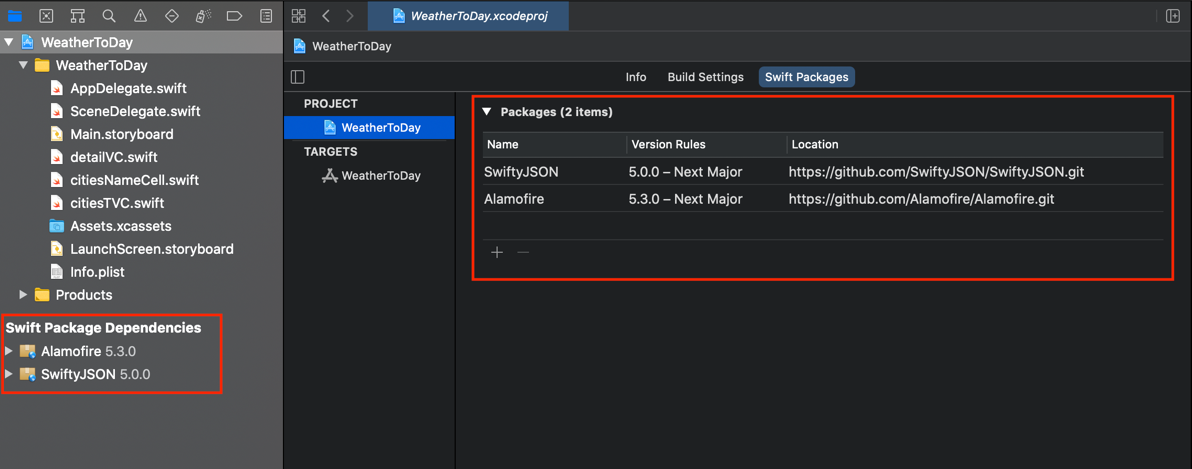 WeatherToDay
WeatherToDay
AppDelegate.swift
SceneDelegate.swift
Main.storyboard
detailVC.swift
citiesNameCell.swift
citiesTVC.swift
Assets.xcassets
LaunchScreen.storyboard
Info.plist
Products
Swift Package Dependencies
Alamofire 5.3.0
SwiftyJSON 5.0.0
WeatherToDay.xcodeproj
WeatherToDay
Info Build Settings Swift Packages
PROJECT
WeatherToDay
TARGETS
WeatherToDay
Packages (2 items)
Name Version Rules Location
SwiftyJSON 5.0.0 – Next Major https://github.com/SwiftyJSON/SwiftyJSON.git
Alamofire 5.3.0 – Next Major https://github.com/Alamofire/Alamofire.git